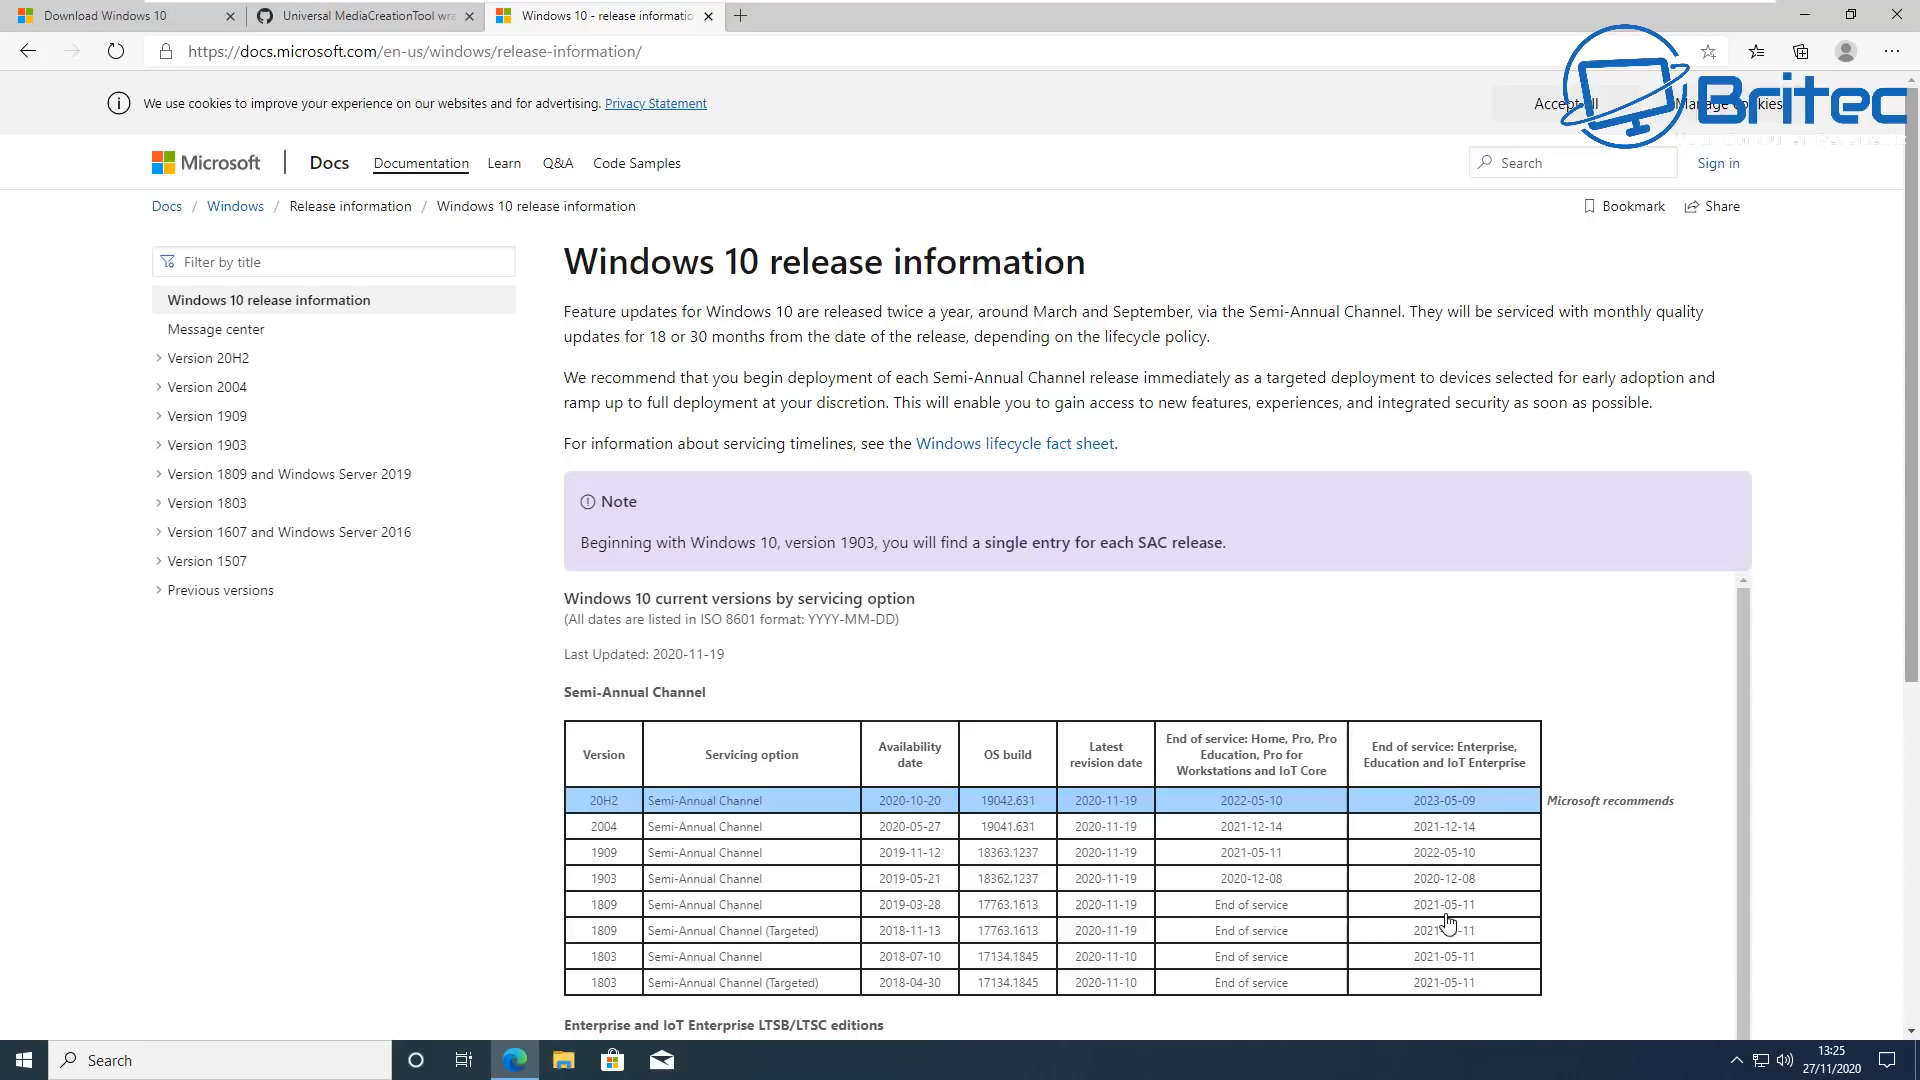 Download Windows 10
Universal MediaCreationTool wra
Windows 10 - release informatio
https://docs.microsoft.com/en-us/windows/release-information/
We use cookies to improve your experience on our websites and for advertising. Privacy Statement
Accept all
Manage cookies
Britec
Microsoft
Docs
Documentation
Learn
Q&A
Code Samples
Search
Sign in
Docs / Windows / Release information / Windows 10 release information
Bookmark
Share
Filter by title
Windows 10 release information
Message center
Version 20H2
Version 2004
Version 1909
Version 1903
Version 1809 and Windows Server 2019
Version 1803
Version 1607 and Windows Server 2016
Version 1507
Previous versions
Windows 10 release information
Feature updates for Windows 10 are released twice a year, around March and September, via the Semi-Annual Channel. They will be serviced with monthly quality
updates for 18 or 30 months from the date of the release, depending on the lifecycle policy.
We recommend that you begin deployment of each Semi-Annual Channel release immediately as a targeted deployment to devices selected for early adoption and
ramp up to full deployment at your discretion. This will enable you to gain access to new features, experiences, and integrated security as soon as possible.
For information about servicing timelines, see the Windows lifecycle fact sheet.
Note
Beginning with Windows 10, version 1903, you will find a single entry for each SAC release.
Windows 10 current versions by servicing option
(All dates are listed in ISO 8601 format: YYYY-MM-DD)
Last Updated: 2020-11-19
Semi-Annual Channel
Version
Servicing option
Availability
date
OS build
Latest
revision date
End of service: Home, Pro, Pro
Education, Pro for
Workstations and IoT Core
End of service: Enterprise,
Education and IoT Enterprise
20H2 Semi-Annual Channel 2020-10-20 19042.631 2020-11-19 2022-05-10 2023-05-09 Microsoft recommends
2004 Semi-Annual Channel 2020-05-27 19041.631 2020-11-19 2021-12-14 2021-12-14
1909 Semi-Annual Channel 2019-11-12 18363.1237 2020-11-19 2021-05-11 2022-05-10
1903 Semi-Annual Channel 2019-05-21 18362.1237 2020-11-19 2020-12-08 2020-12-08
1809 Semi-Annual Channel 2019-03-28 17763.1613 2020-11-19 End of service 2021-05-11
1809 Semi-Annual Channel (Targeted) 2018-11-13 17763.1613 2020-11-19 End of service 2021-05-11
1803 Semi-Annual Channel 2018-07-10 17134.1845 2020-11-10 End of service 2021-05-11
1803 Semi-Annual Channel (Targeted) 2018-04-30 17134.1845 2020-11-10 End of service 2021-05-11
Enterprise and IoT Enterprise LTSB/LTSC editions
Search
13:25
27/11/2020